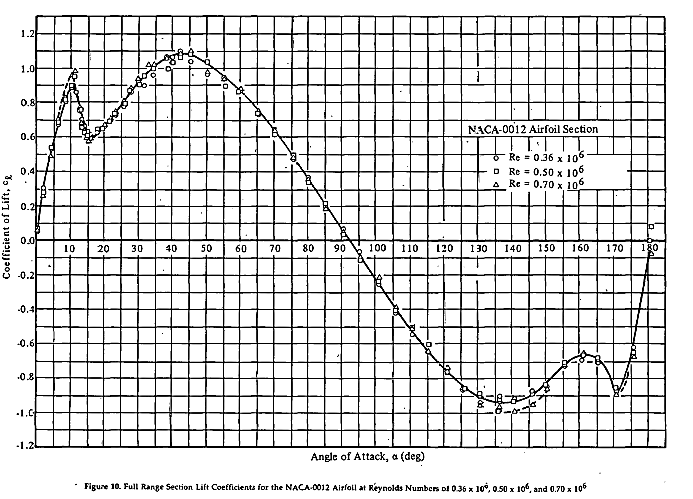 1.2
1.0
0.8
0.6
0.4
0.2
0.0
-0.2
-0.4
-0.6
-0.8
-1.0
-1.2
Coefficient of Lift, cℓ
10 20 30 40 50 60 70 80 90 100 110 120 130 140 150 160 170 180
NACA-0012 Airfoil Section
○ Re = 0.36 x 10⁶
□ Re = 0.50 x 10⁶
△ Re = 0.70 x 10⁶
Angle of Attack, α (deg)
Figure 10. Full Range Section Lift Coefficients for the NACA-0012 Airfoil at Reynolds Numbers of 0.36 x 10⁶, 0.50 x 10⁶, and 0.70 x 10⁶